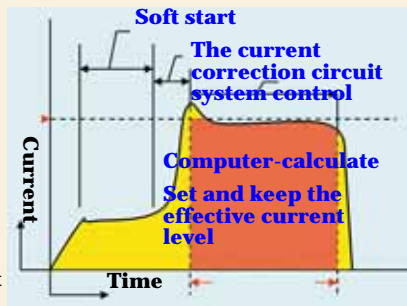 Soft start
The current
correction circuit
system control
Computer-calculate
Set and keep the
effective current
level
Current
Time